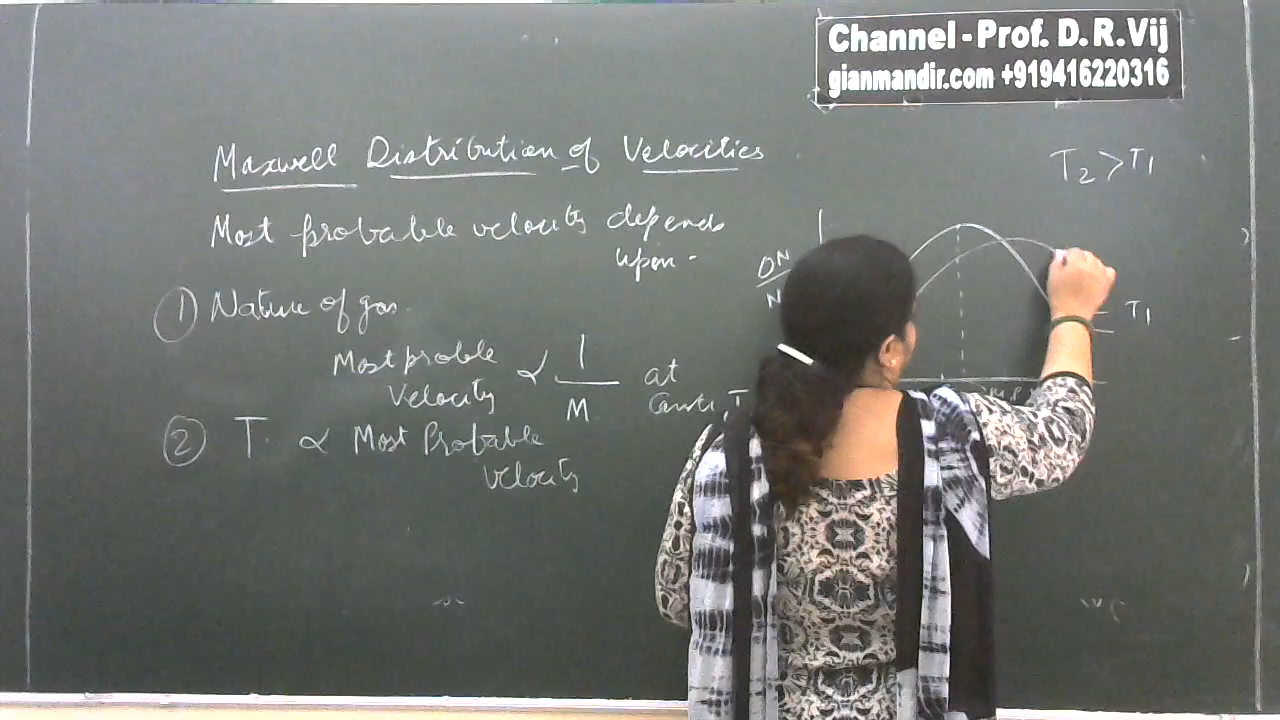 Channel - Prof. D. R. Vij
gianmandir.com +919416220316
Maxwell Distribution of Velocities
T2 > T1
Most probable velocity depends
upon -
① Nature of gas.
Most proble
Velocity ∝ 1/M at
Const, T
② T ∝ Most Probable
velocity
T1